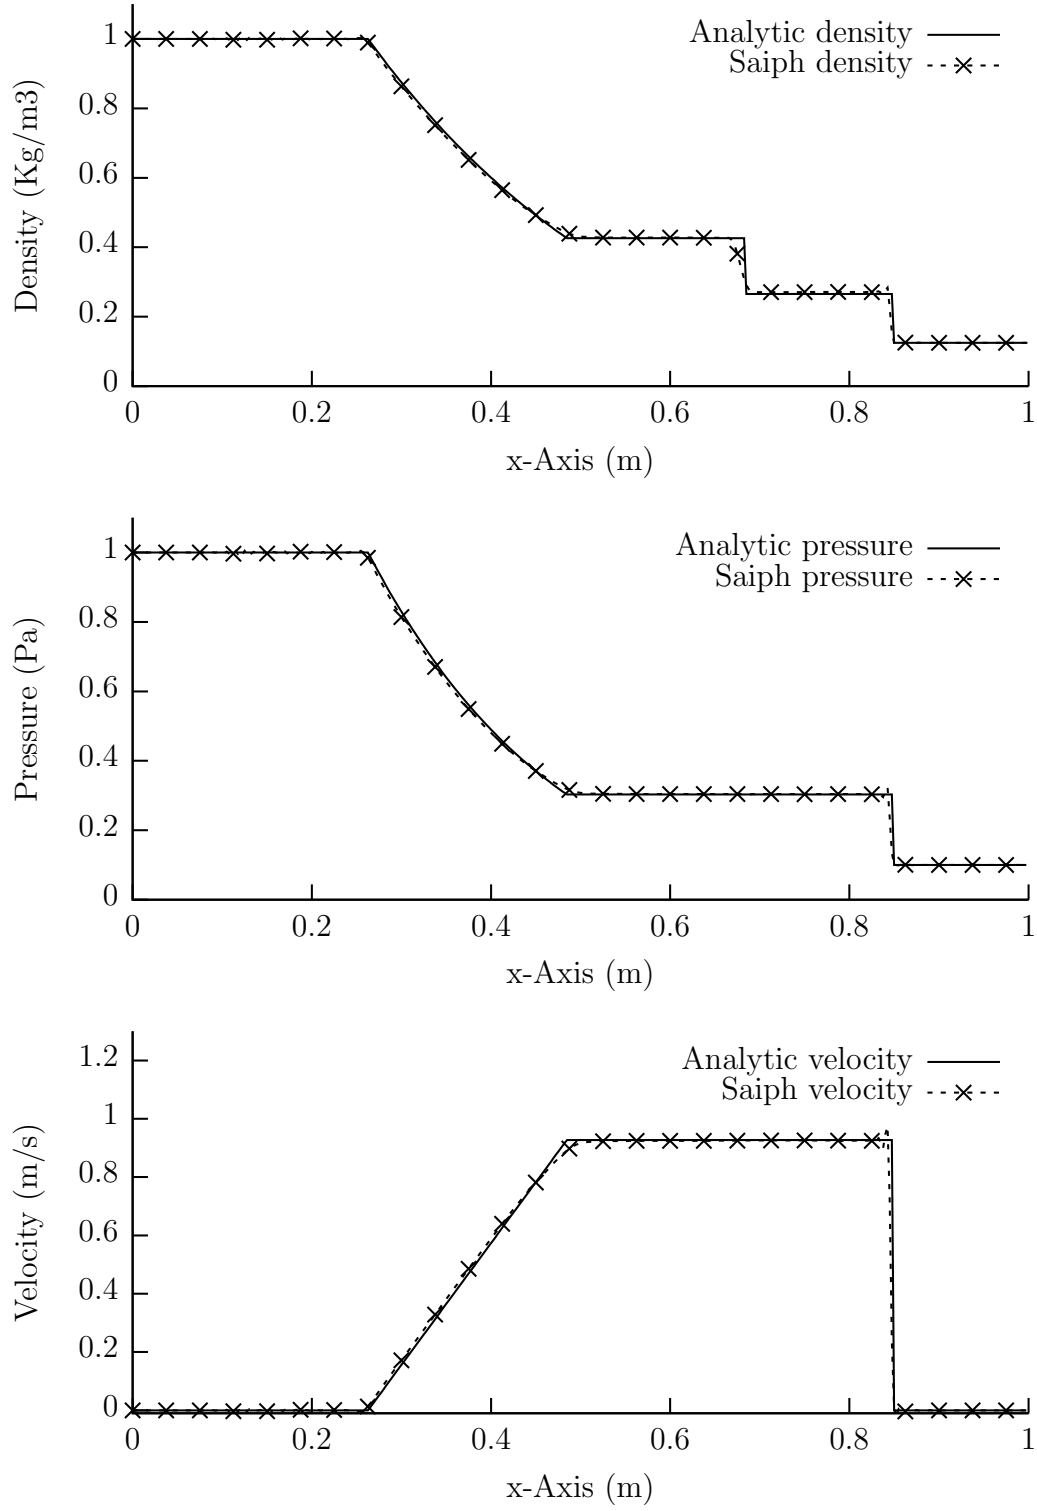 Analytic density
Saiph density
1
0.8
0.6
0.4
0.2
0
Density (Kg/m3)
0 0.2 0.4 0.6 0.8 1
x-Axis (m)
Analytic pressure
Saiph pressure
1
0.8
0.6
0.4
0.2
0
Pressure (Pa)
0 0.2 0.4 0.6 0.8 1
x-Axis (m)
Analytic velocity
Saiph velocity
1.2
1
0.8
0.6
0.4
0.2
0
Velocity (m/s)
0 0.2 0.4 0.6 0.8 1
x-Axis (m)